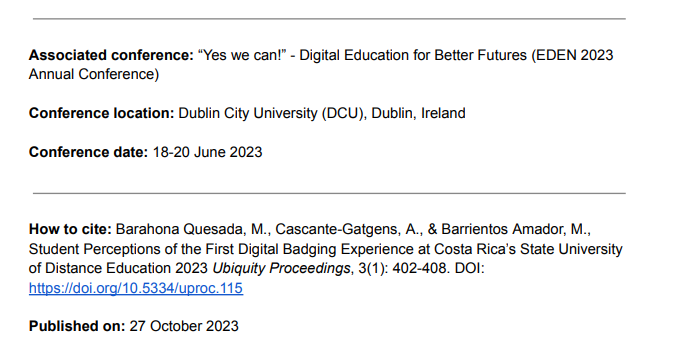 Associated conference: “Yes we can!” - Digital Education for Better Futures (EDEN 2023
Annual Conference)
Conference location: Dublin City University (DCU), Dublin, Ireland
Conference date: 18-20 June 2023
How to cite: Barahona Quesada, M., Cascante-Gatgens, A., & Barrientos Amador, M.,
Student Perceptions of the First Digital Badging Experience at Costa Rica’s State University
of Distance Education 2023 Ubiquity Proceedings, 3(1): 402-408. DOI:
https://doi.org/10.5334/uproc.115
Published on: 27 October 2023